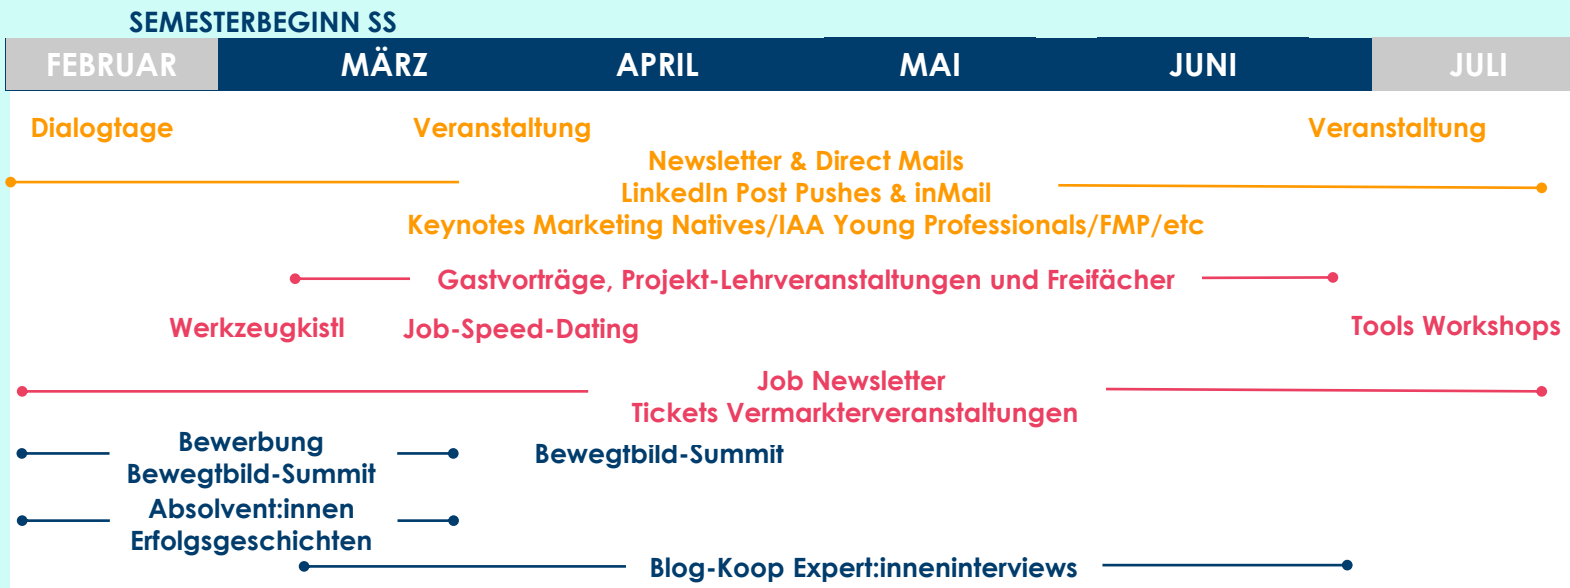 SEMESTERBEGINN SS
FEBRUAR MÄRZ APRIL MAI JUNI JULI
Dialogtage Veranstaltung Veranstaltung
Newsletter & Direct Mails
LinkedIn Post Pushes & inMail
Keynotes Marketing Natives/IAA Young Professionals/FMP/etc
Gastvorträge, Projekt-Lehrveranstaltungen und Freifächer
Werkzeugkistl Job-Speed-Dating Tools Workshops
Job Newsletter
Tickets Vermarkterveranstaltungen
Bewerbung
Bewegtbild-Summit Bewegtbild-Summit
Absolvent:innen
Erfolgsgeschichten
Blog-Koop Expert:inneninterviews